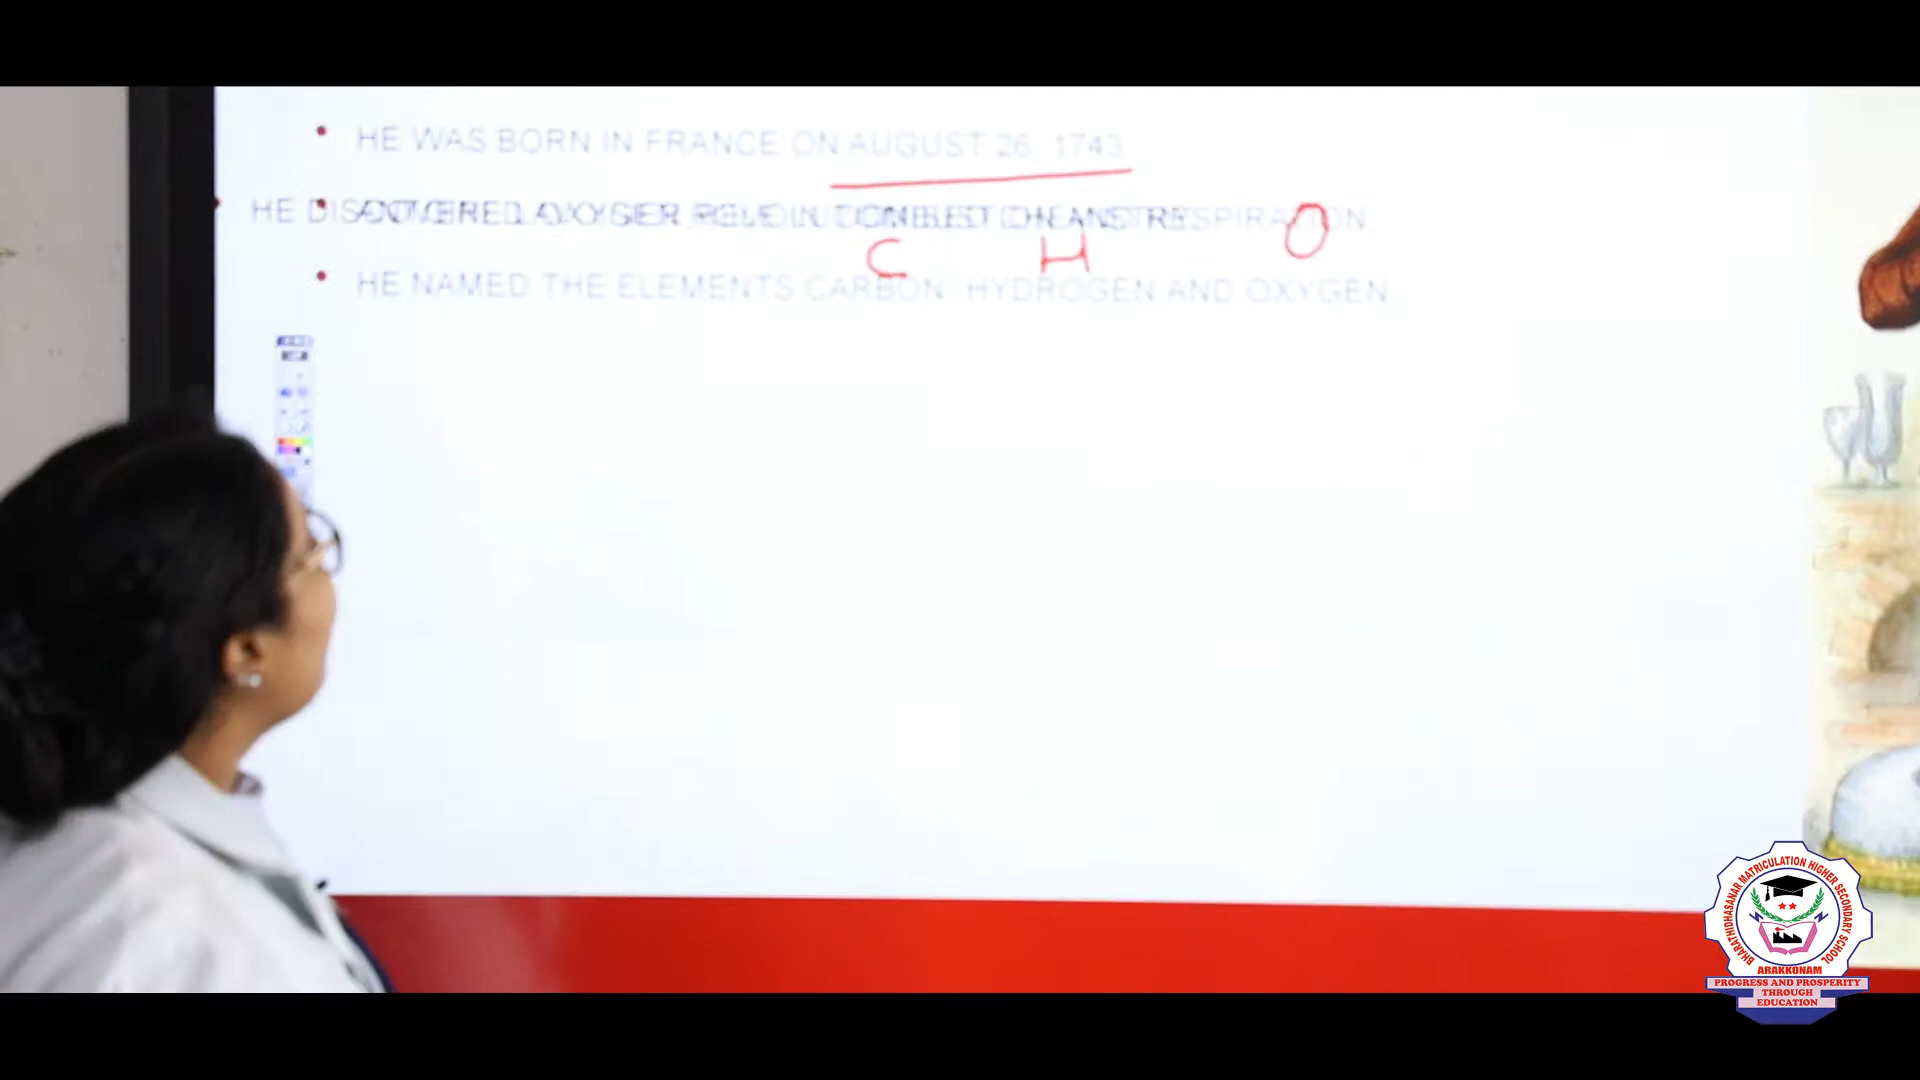 HE WAS BORN IN FRANCE ON AUGUST 26 1743
HE DISCOVERED OXYGEN ROLE IN COMBUSTION AND RESPIRATION.
C H O
HE NAMED THE ELEMENTS CARBON HYDROGEN AND OXYGEN
BHARATHIDHASANAR MATRICULATION HIGHER SECONDARY SCHOOL
ARAKKONAM
PROGRESS AND PROSPERITY
THROUGH
EDUCATION